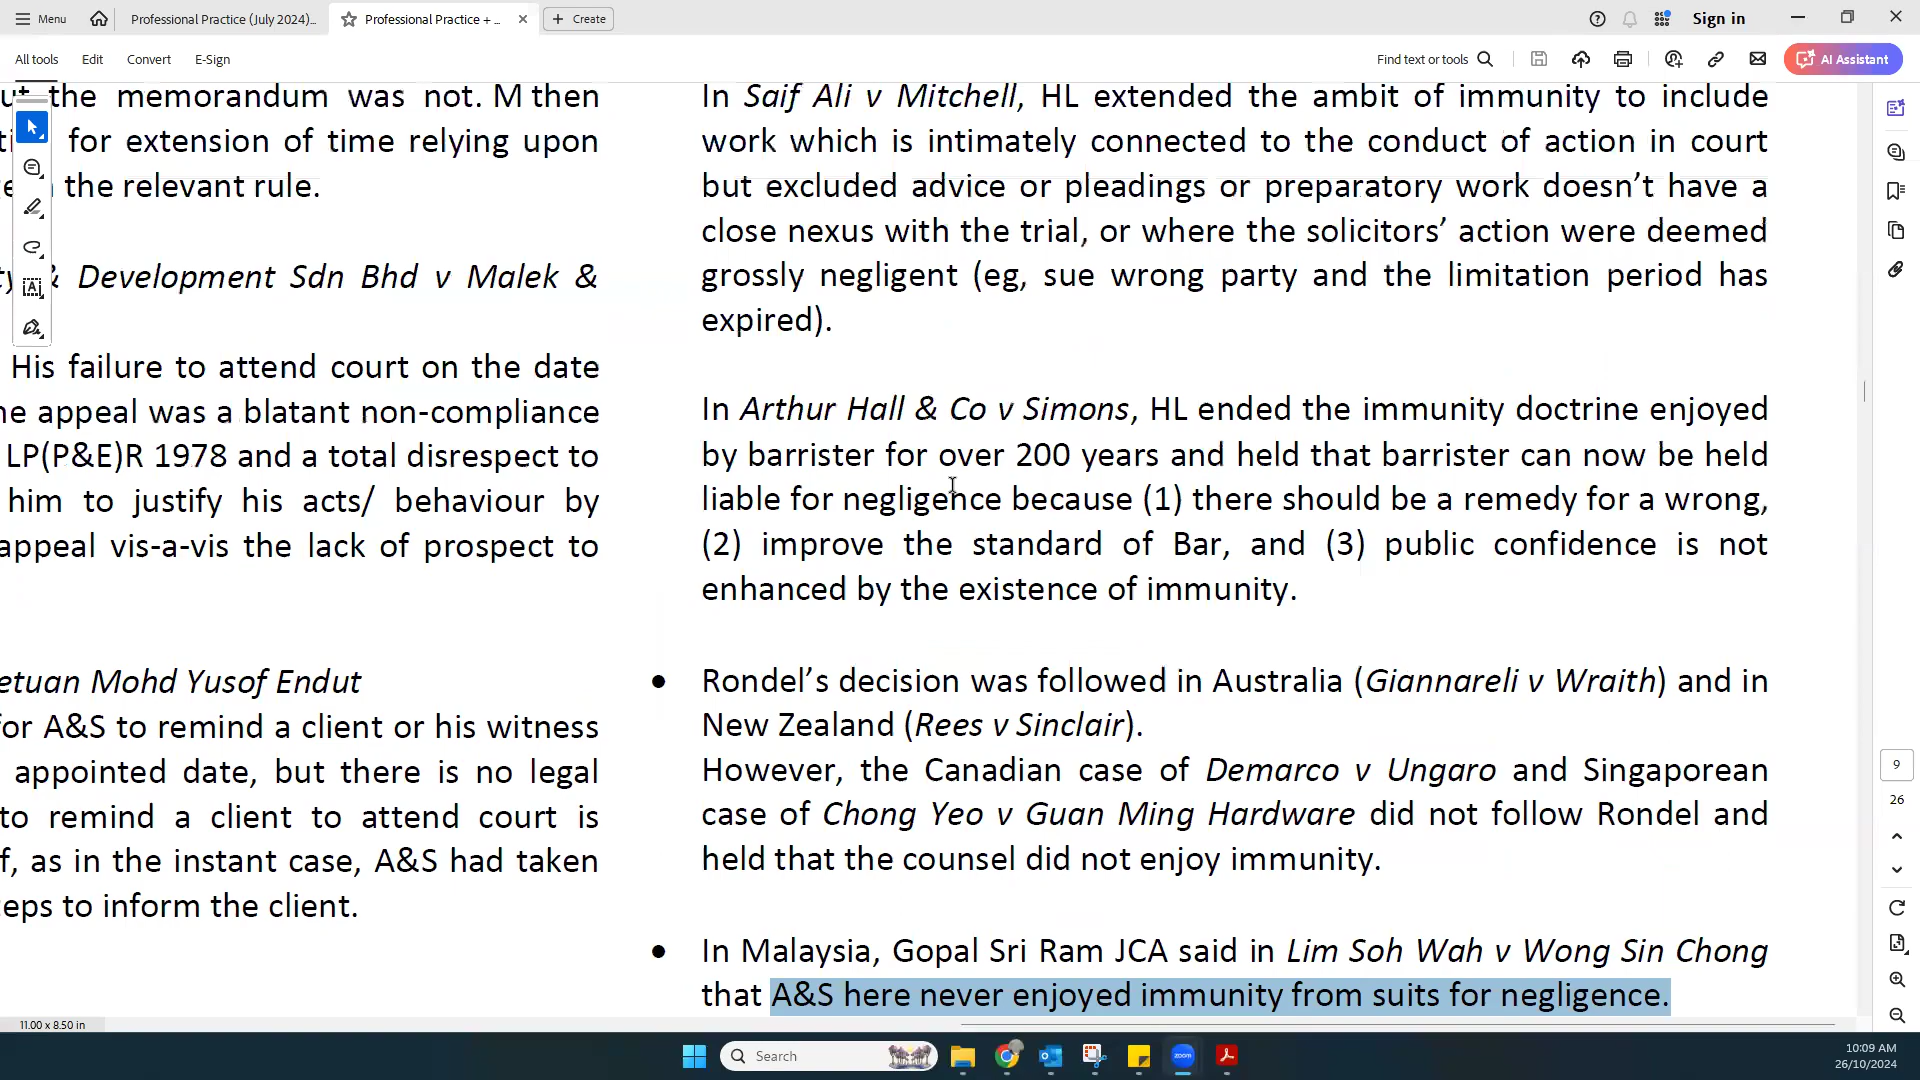 Menu
Professional Practice (July 2024)...
Professional Practice + ...
Create
Sign in
All tools
Edit
Convert
E-Sign
Find text or tools
AI Assistant
the memorandum was not. M then
for extension of time relying upon
the relevant rule.
& Development Sdn Bhd v Malek &
His failure to attend court on the date
the appeal was a blatant non-compliance
LP(P&E)R 1978 and a total disrespect to
him to justify his acts/ behaviour by
appeal vis-a-vis the lack of prospect to
etuan Mohd Yusof Endut
for A&S to remind a client or his witness
appointed date, but there is no legal
to remind a client to attend court is
f, as in the instant case, A&S had taken
teps to inform the client.
In Saif Ali v Mitchell, HL extended the ambit of immunity to include
work which is intimately connected to the conduct of action in court
but excluded advice or pleadings or preparatory work doesn’t have a
close nexus with the trial, or where the solicitors’ action were deemed
grossly negligent (eg, sue wrong party and the limitation period has
expired).
In Arthur Hall & Co v Simons, HL ended the immunity doctrine enjoyed
by barrister for over 200 years and held that barrister can now be held
liable for negligence because (1) there should be a remedy for a wrong,
(2) improve the standard of Bar, and (3) public confidence is not
enhanced by the existence of immunity.
• Rondel’s decision was followed in Australia (Giannareli v Wraith) and in
New Zealand (Rees v Sinclair).
However, the Canadian case of Demarco v Ungaro and Singaporean
case of Chong Yeo v Guan Ming Hardware did not follow Rondel and
held that the counsel did not enjoy immunity.
• In Malaysia, Gopal Sri Ram JCA said in Lim Soh Wah v Wong Sin Chong
that A&S here never enjoyed immunity from suits for negligence.
9
26
11.00 x 8.50 in
Search
zoom
10:09 AM
26/10/2024